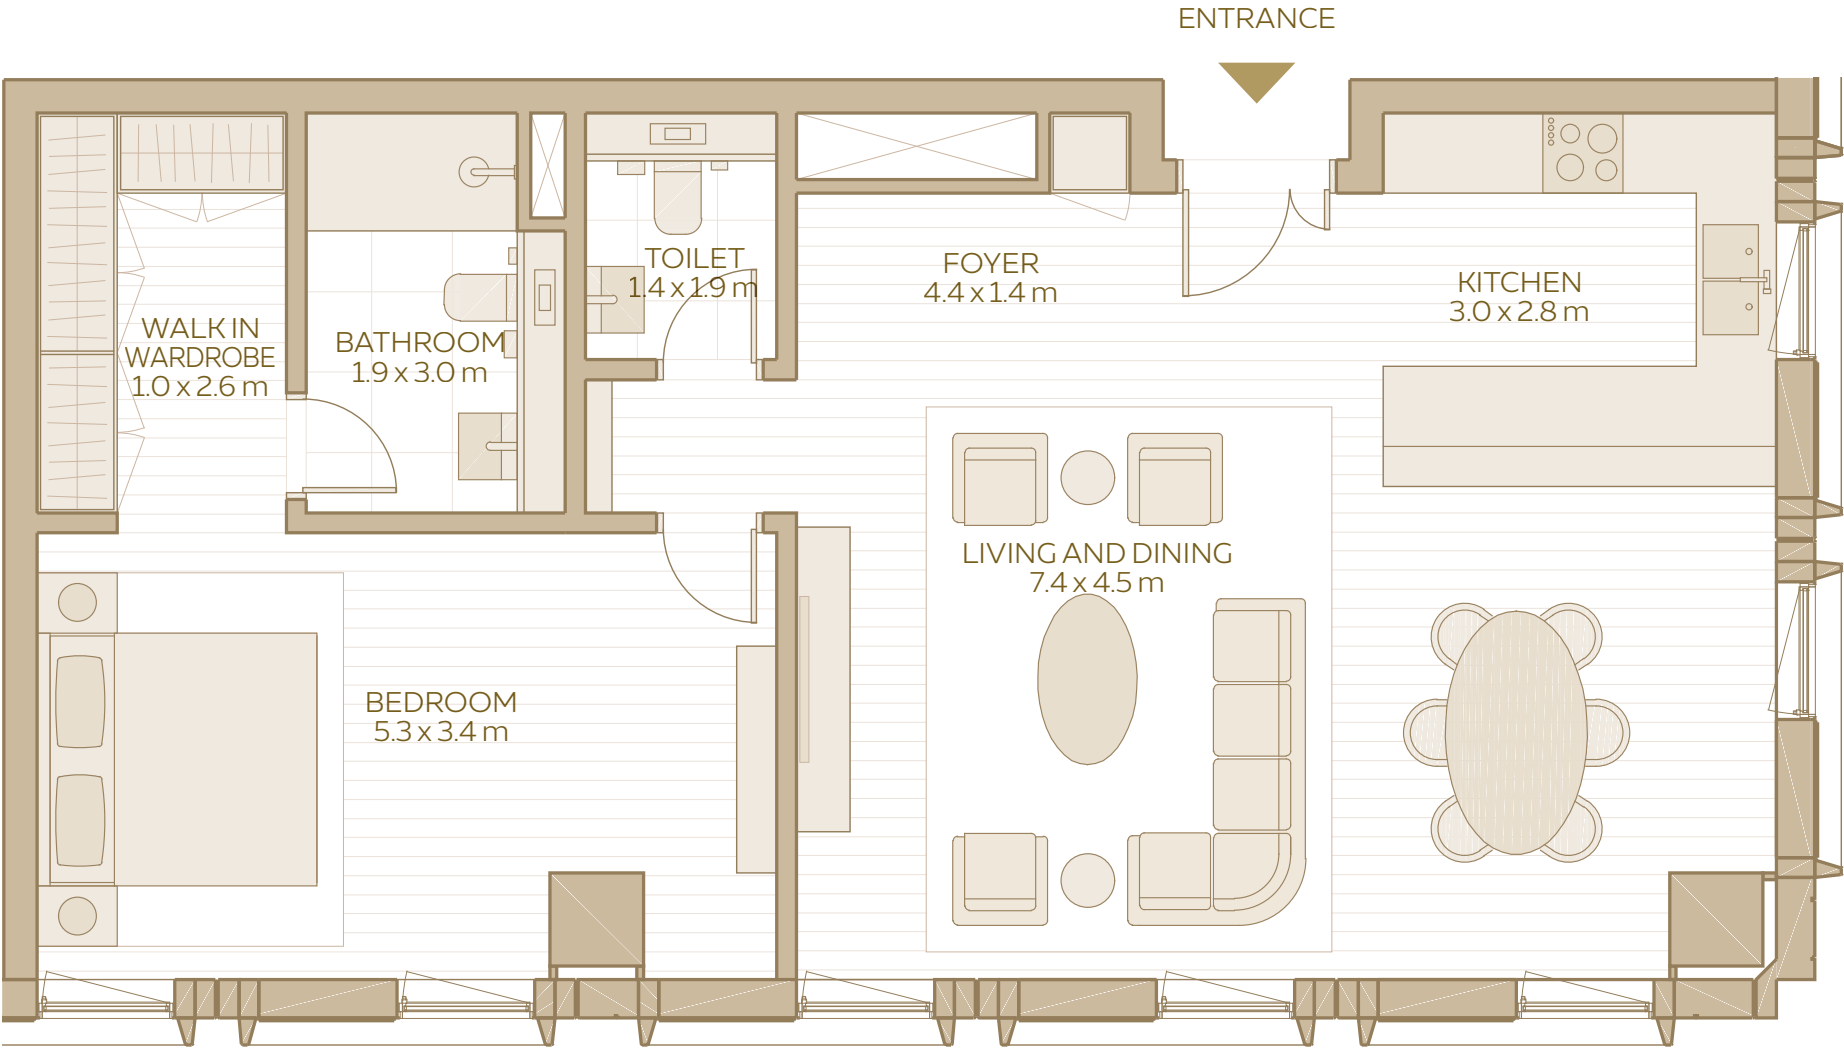 ENTRANCE
TOILET
1.4 x 1.9 m
FOYER
4.4 x 1.4 m
KITCHEN
3.0 x 2.8 m
WALK IN
WARDROBE
1.0 x 2.6 m
BATHROOM
1.9 x 3.0 m
LIVING AND DINING
7.4 x 4.5 m
BEDROOM
5.3 x 3.4 m